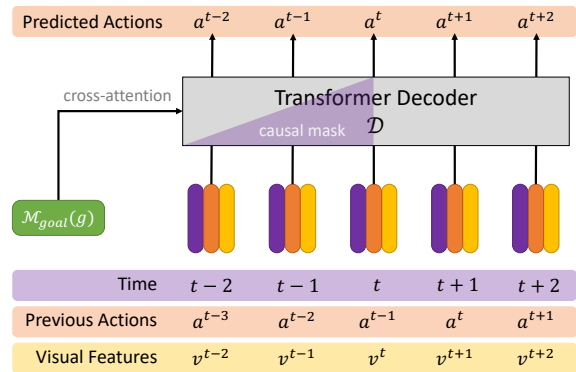 Predicted Actions a^{t-2} a^{t-1} a^t a^{t+1} a^{t+2}
cross-attention
Transformer Decoder
causal mask 𝒟
ℳ_{goal}(g)
Time t − 2 t − 1 t t + 1 t + 2
Previous Actions a^{t-3} a^{t-2} a^{t-1} a^t a^{t+1}
Visual Features v^{t-2} v^{t-1} v^t v^{t+1} v^{t+2}